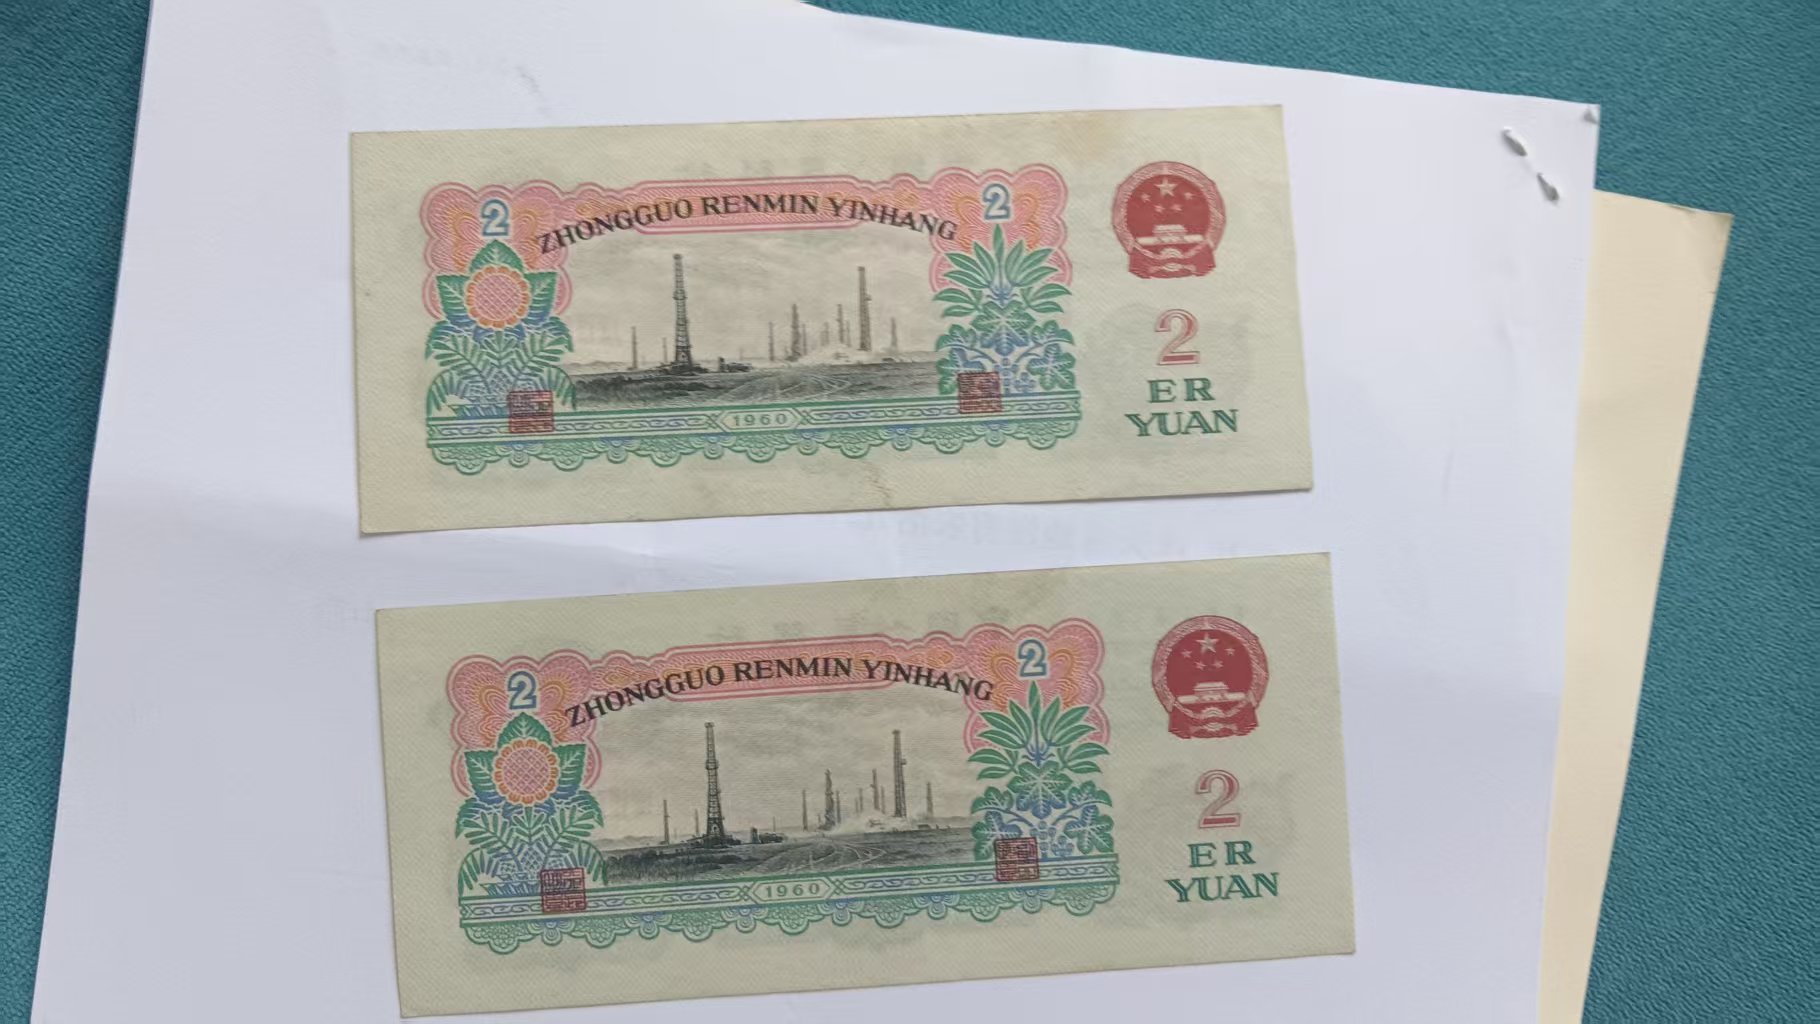 2 2
ZHONGGUO RENMIN YINHANG
1960
2
ER
YUAN
2 2
ZHONGGUO RENMIN YINHANG
1960
2
ER
YUAN